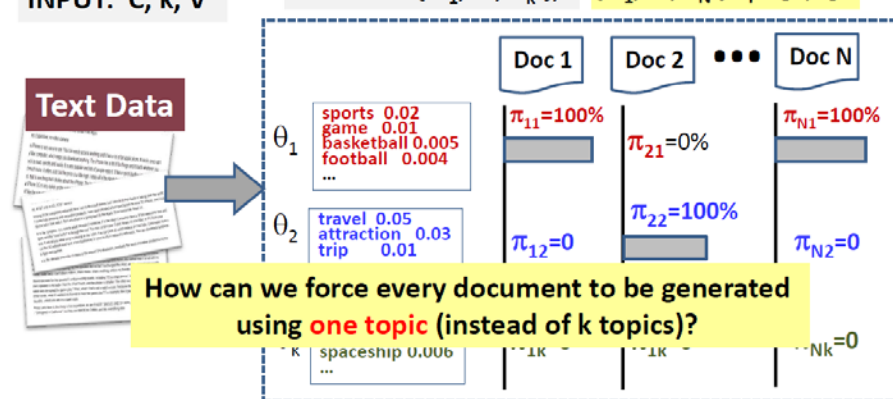 INPUT: C, k, V
Doc 1
Doc 2
•••
Doc N
Text Data
θ1
sports 0.02
game 0.01
basketball 0.005
football 0.004
...
π11=100%
π21=0%
πN1=100%
θ2
travel 0.05
attraction 0.03
trip 0.01
π12=0
π22=100%
πN2=0
How can we force every document to be generated
using one topic (instead of k topics)?
k
spaceship 0.006
...
πNk=0